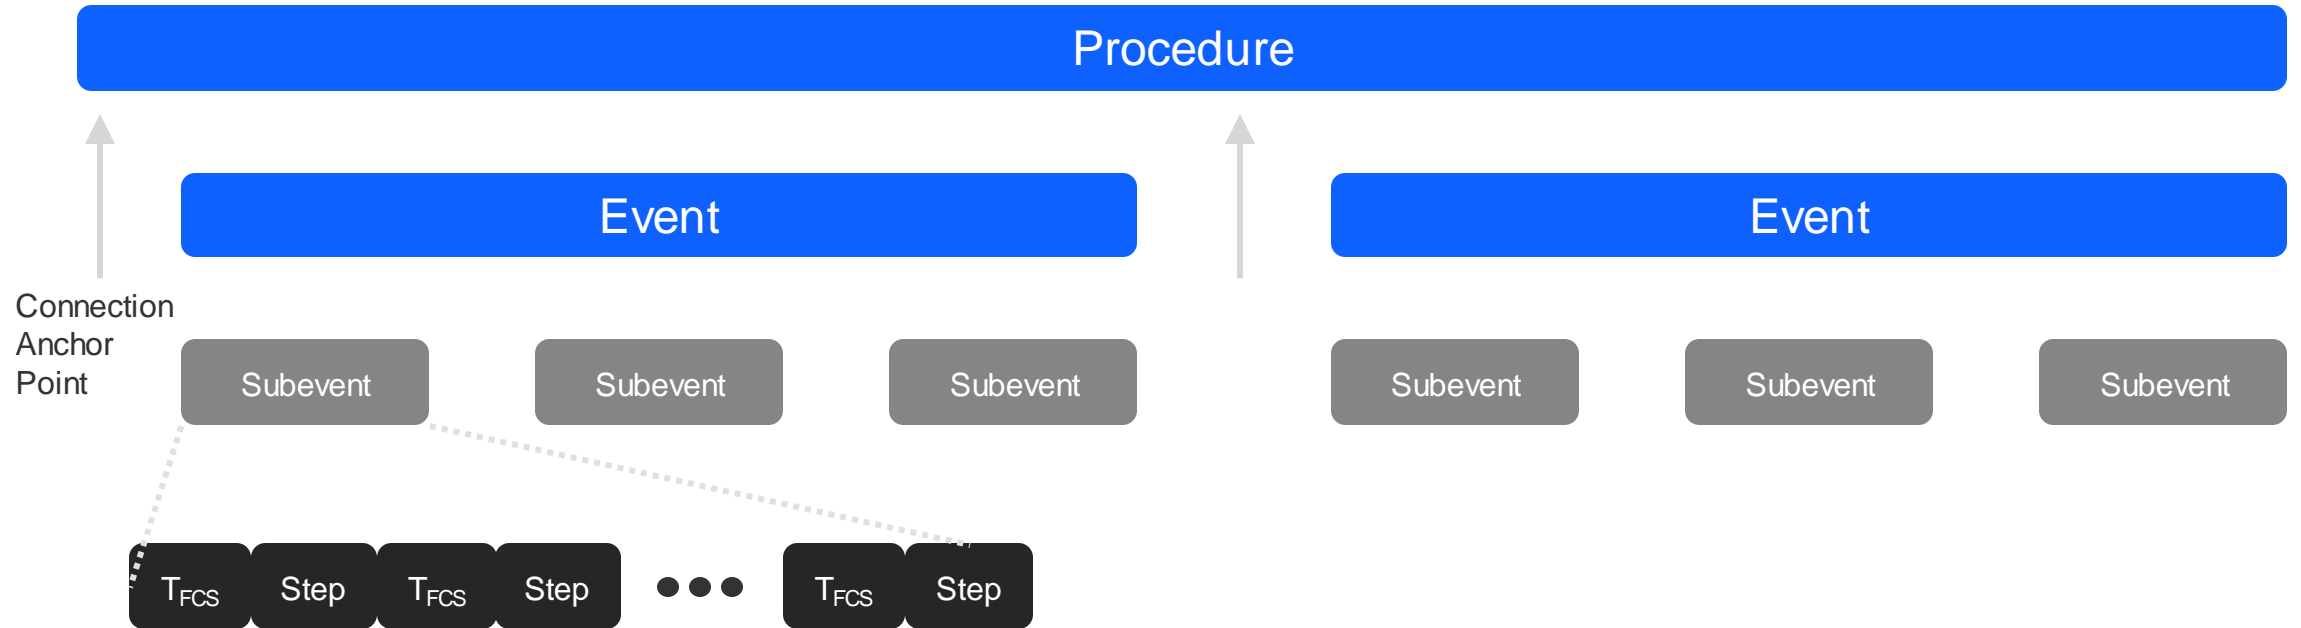 Procedure
Event
Event
Connection
Anchor
Point
Subevent
Subevent
Subevent
Subevent
Subevent
Subevent
TFCS
Step
TFCS
Step
TFCS
Step